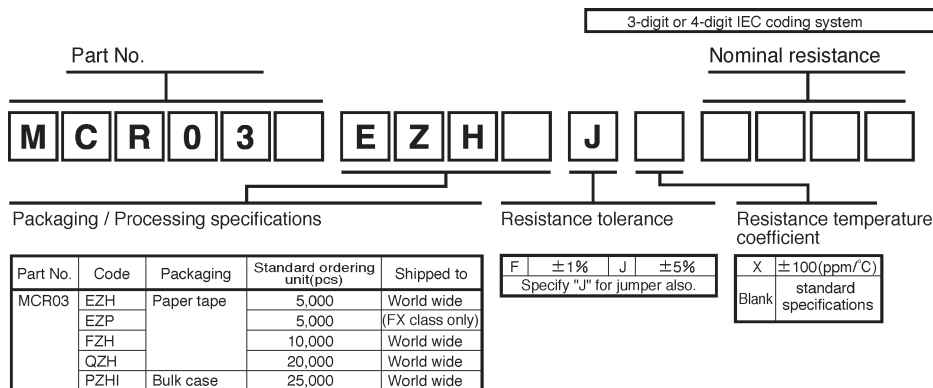 3-digit or 4-digit IEC coding system
Part No.
Nominal resistance
M C R 0 3 E Z H J
Packaging / Processing specifications
Resistance tolerance
Resistance temperature
coefficient
Part No. Code Packaging Standard ordering unit(pcs) Shipped to
MCR03 EZH Paper tape 5,000 World wide
EZP 5,000 (FX class only)
FZH 10,000 World wide
QZH 20,000 World wide
PZHI Bulk case 25,000 World wide
F ±1% J ±5%
Specify "J" for jumper also.
X ±100(ppm/°C)
Blank standard specifications